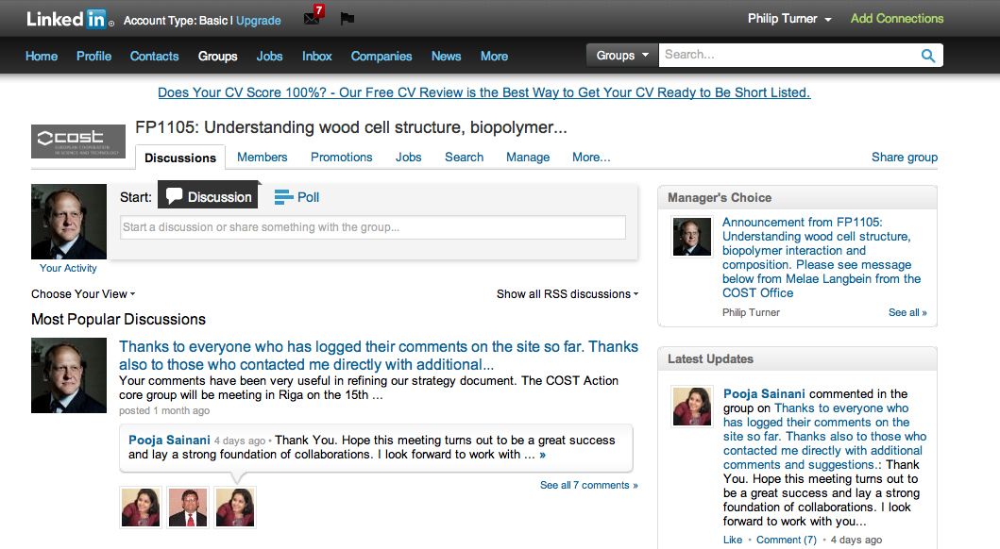 Linked in Account Type: Basic | Upgrade 7 Philip Turner Add Connections
Home Profile Contacts Groups Jobs Inbox Companies News More Groups Search...
Does Your CV Score 100%? - Our Free CV Review is the Best Way to Get Your CV Ready to Be Short Listed.
cost
EUROPEAN COOPERATION
IN SCIENCE AND TECHNOLOGY
FP1105: Understanding wood cell structure, biopolymer...
Discussions Members Promotions Jobs Search Manage More... Share group
Start: Discussion Poll
Start a discussion or share something with the group...
Your Activity
Choose Your View Show all RSS discussions
Most Popular Discussions
Thanks to everyone who has logged their comments on the site so far. Thanks
also to those who contacted me directly with additional...
Your comments have been very useful in refining our strategy document. The COST Action
core group will be meeting in Riga on the 15th ...
posted 1 month ago
Pooja Sainani 4 days ago • Thank You. Hope this meeting turns out to be a great success
and lay a strong foundation of collaborations. I look forward to work with ... »
See all 7 comments »
Manager's Choice
Announcement from FP1105:
Understanding wood cell structure,
biopolymer interaction and
composition. Please see message
below from Melae Langbein from the
COST Office
Philip Turner See all »
Latest Updates
Pooja Sainani commented in the
group on Thanks to everyone who
has logged their comments on the
site so far. Thanks also to those who
contacted me directly with additional
comments and suggestions.: Thank
You. Hope this meeting turns out to
be a great success and lay a strong
foundation of collaborations. I look
forward to work with you...
Like • Comment (7) • 4 days ago